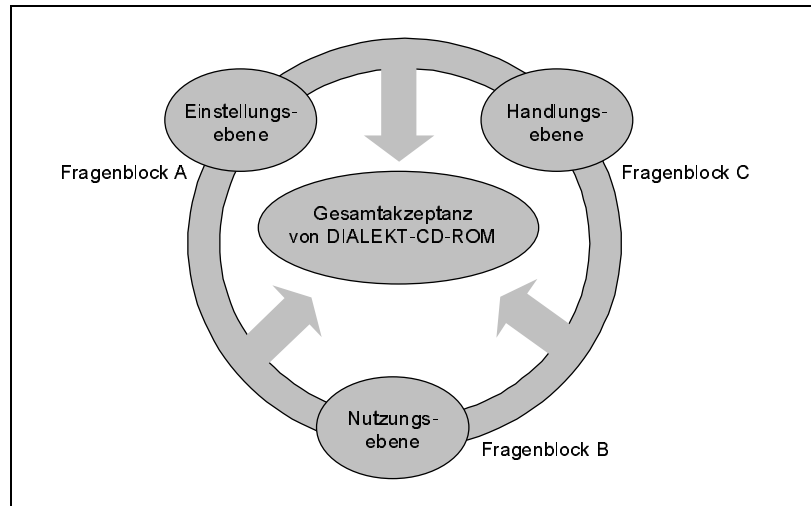 Einstellungs-
ebene
Handlungs-
ebene
Fragenblock A
Fragenblock C
Gesamtakzeptanz
von DIALEKT-CD-ROM
Nutzungs-
ebene
Fragenblock B